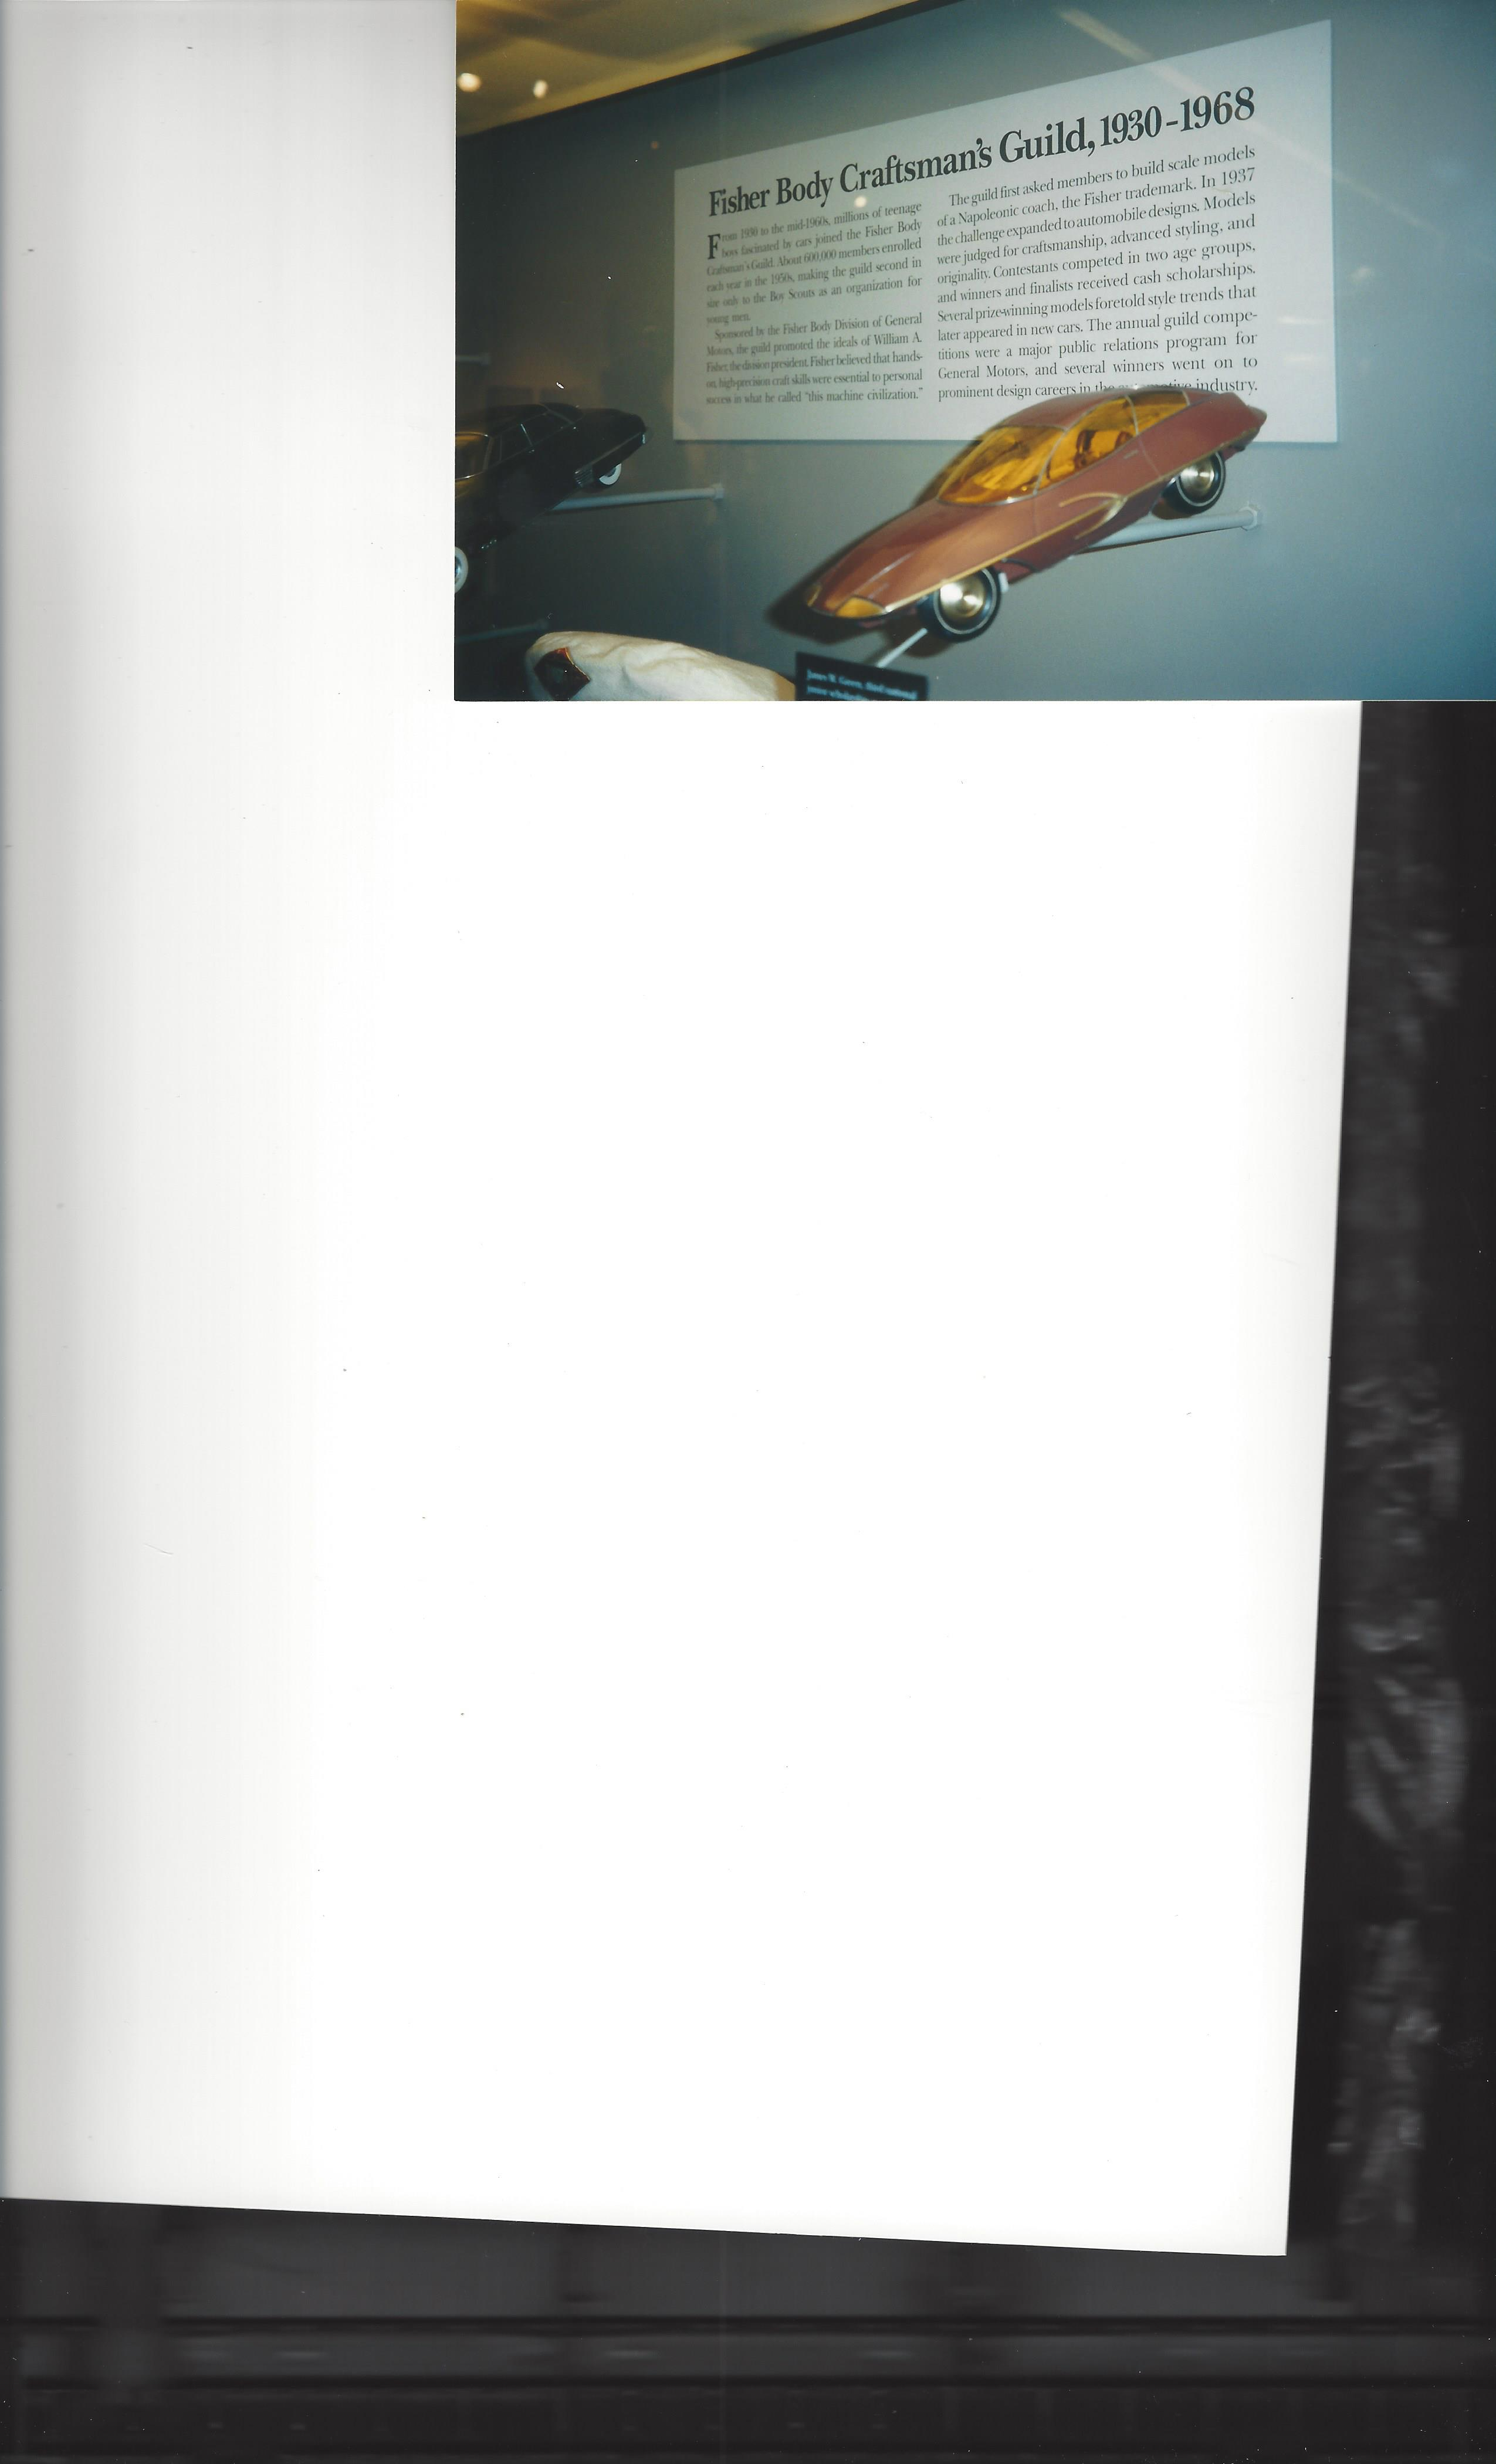 Fisher Body Craftsman's Guild, 1930-1968
From 1930 to the mid-1960s, millions of teenage
boys fascinated by cars joined the Fisher Body
Craftsman's Guild. About 600,000 members enrolled
each year in the 1950s, making the guild second in
size only to the Boy Scouts as an organization for
young men.
Sponsored by the Fisher Body Division of General
Motors, the guild promoted the ideals of William A.
Fisher, the division president. Fisher believed that hands-
on, high-precision craft skills were essential to personal
success in what he called "this machine civilization."
The guild first asked members to build scale models
of a Napoleonic coach, the Fisher trademark. In 1937
the challenge expanded to automobile designs. Models
were judged for craftsmanship, advanced styling, and
originality. Contestants competed in two age groups,
and winners and finalists received cash scholarships.
Several prize-winning models foretold style trends that
later appeared in new cars. The annual guild compe-
titions were a major public relations program for
General Motors, and several winners went on to
prominent design careers in the industry.
James W. Green, third national
junior